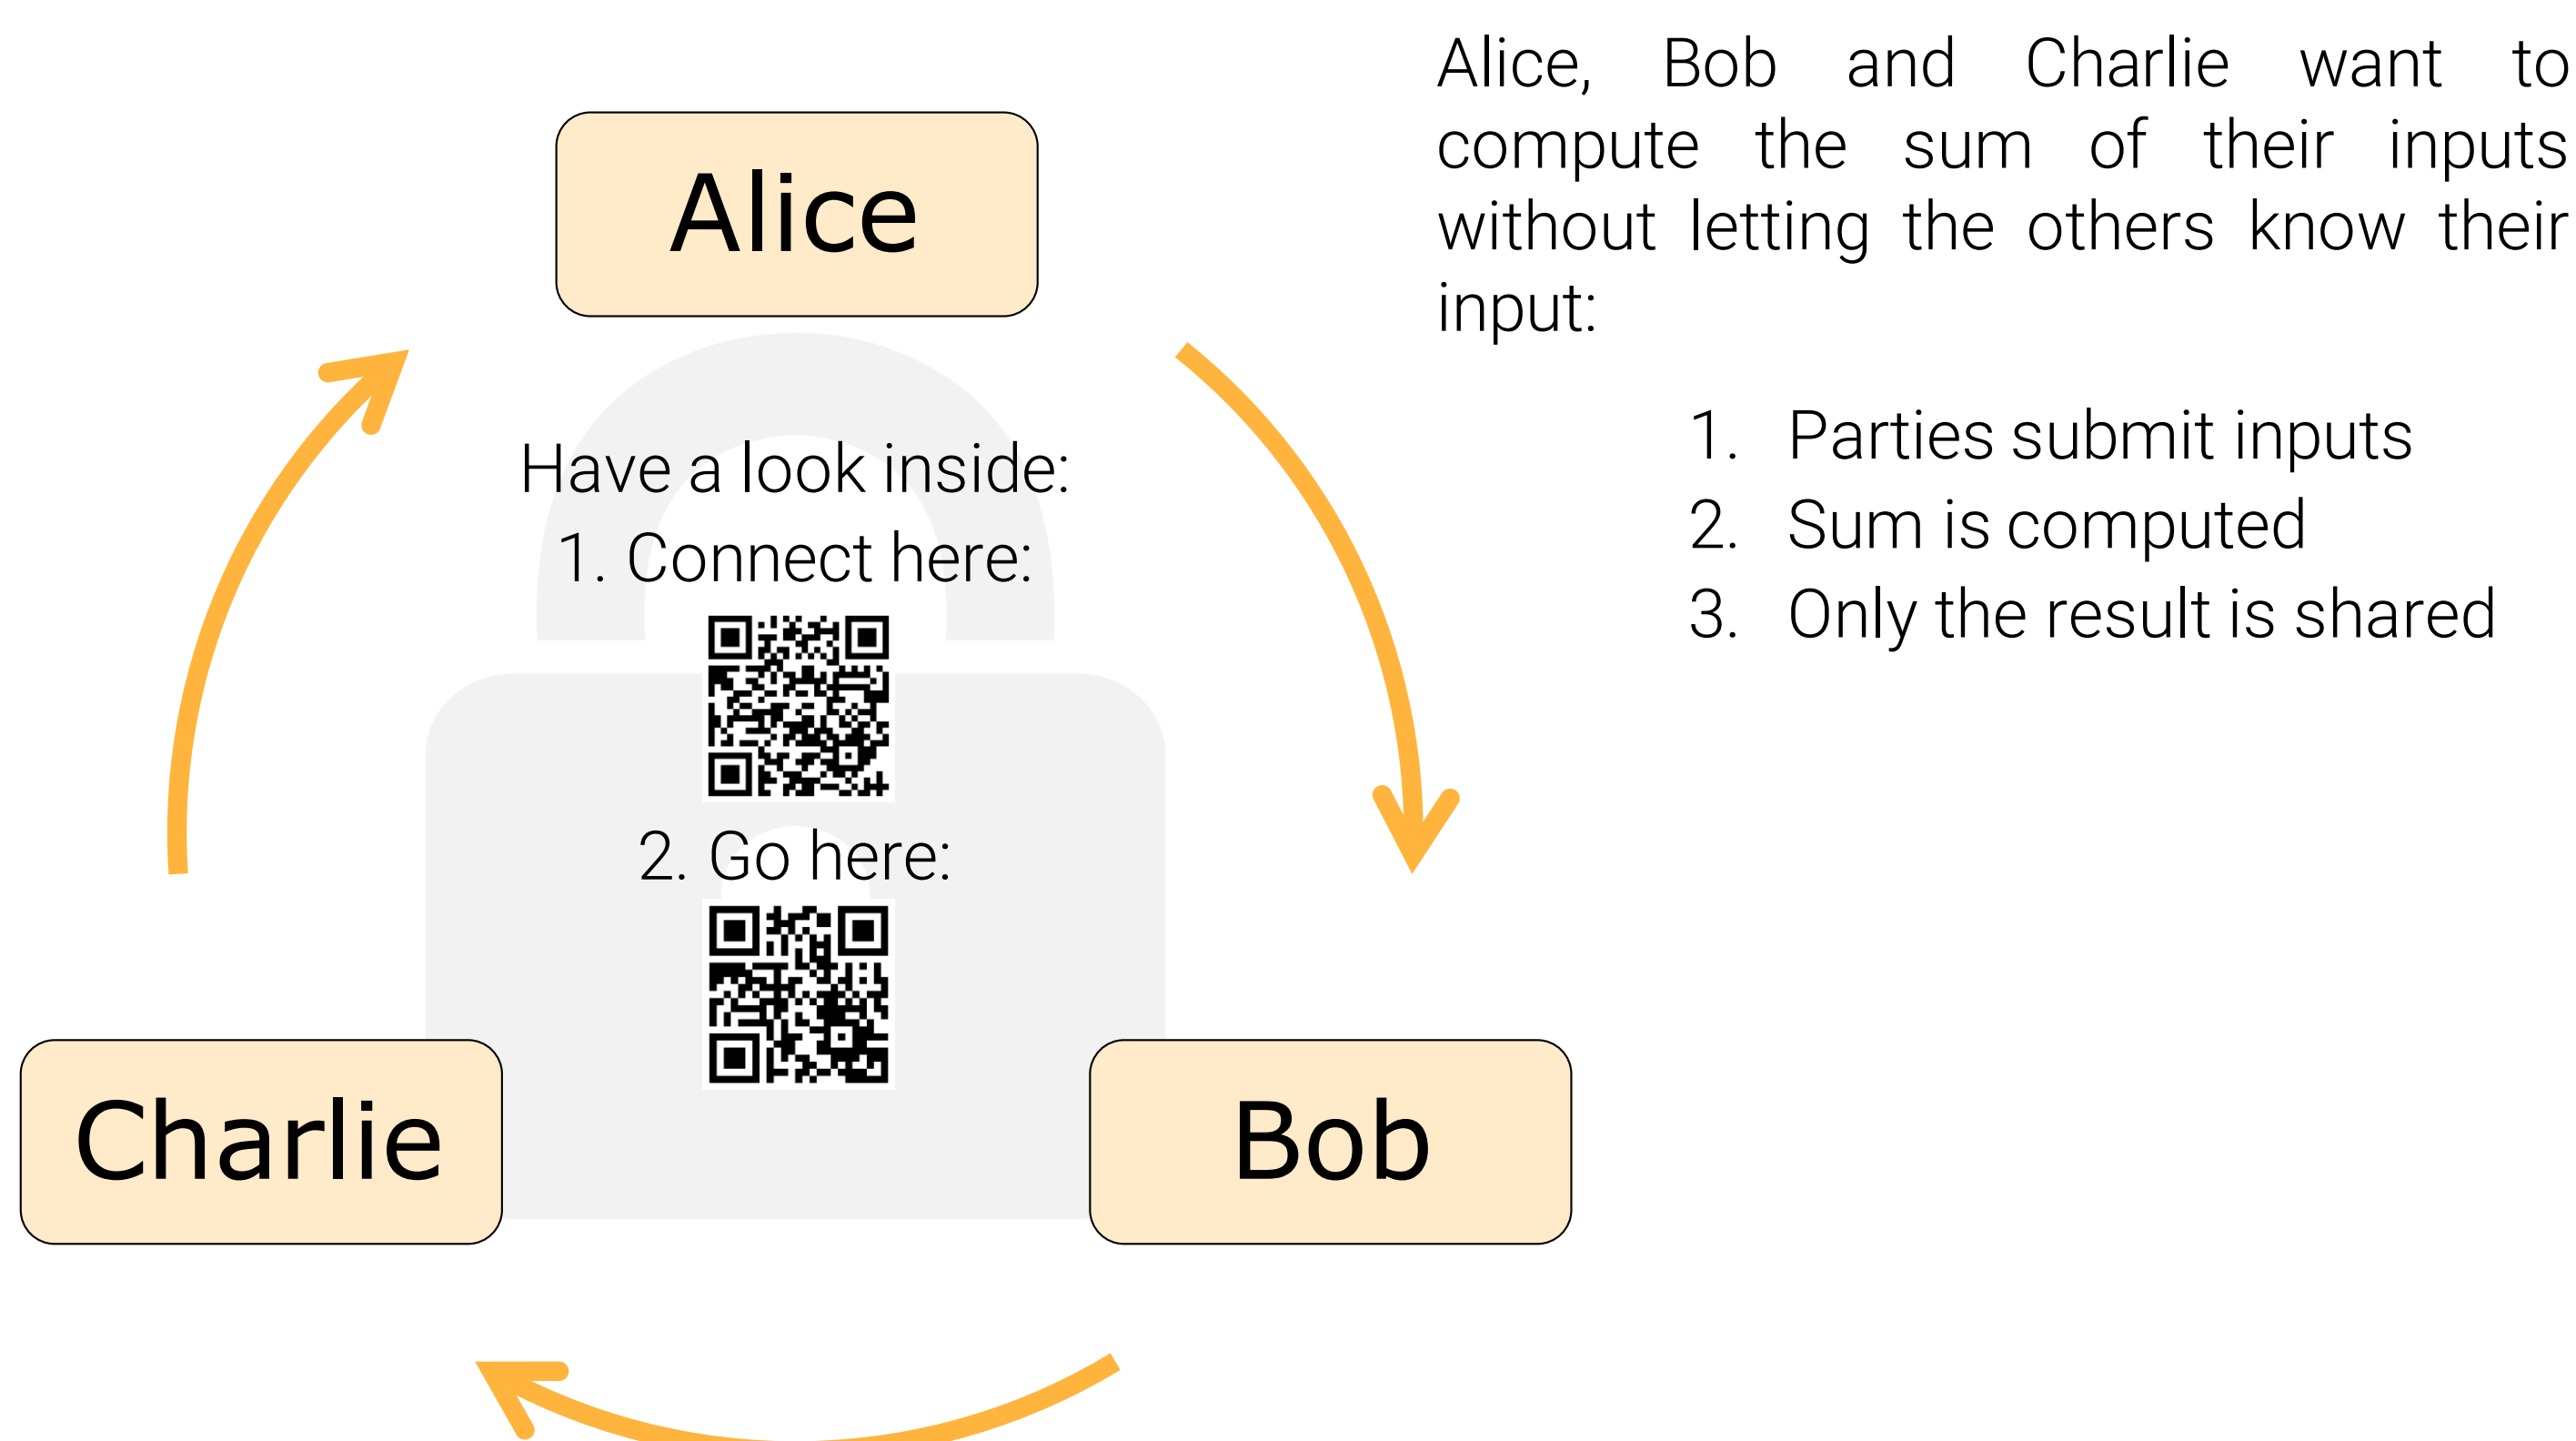 Alice, Bob and Charlie want to
compute the sum of their inputs
without letting the others know their
input:
1. Parties submit inputs
2. Sum is computed
3. Only the result is shared
Alice
Have a look inside:
1. Connect here:
2. Go here:
Charlie
Bob